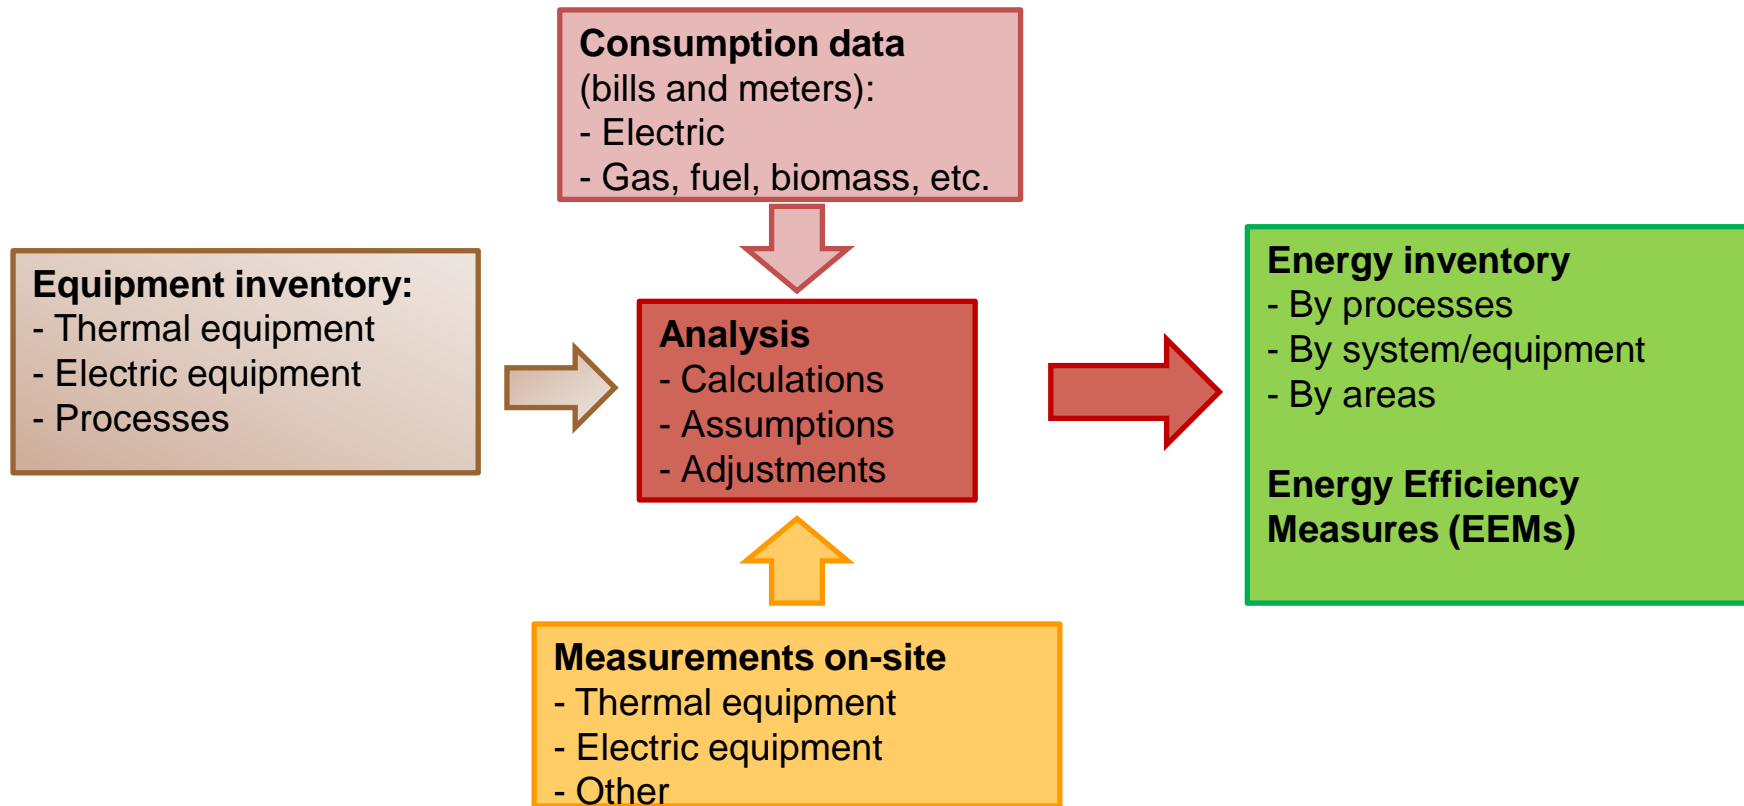 Consumption data
(bills and meters):
- Electric
- Gas, fuel, biomass, etc.
Equipment inventory:
- Thermal equipment
- Electric equipment
- Processes
Analysis
- Calculations
- Assumptions
- Adjustments
Energy inventory
- By processes
- By system/equipment
- By areas
Energy Efficiency
Measures (EEMs)
Measurements on-site
- Thermal equipment
- Electric equipment
- Other